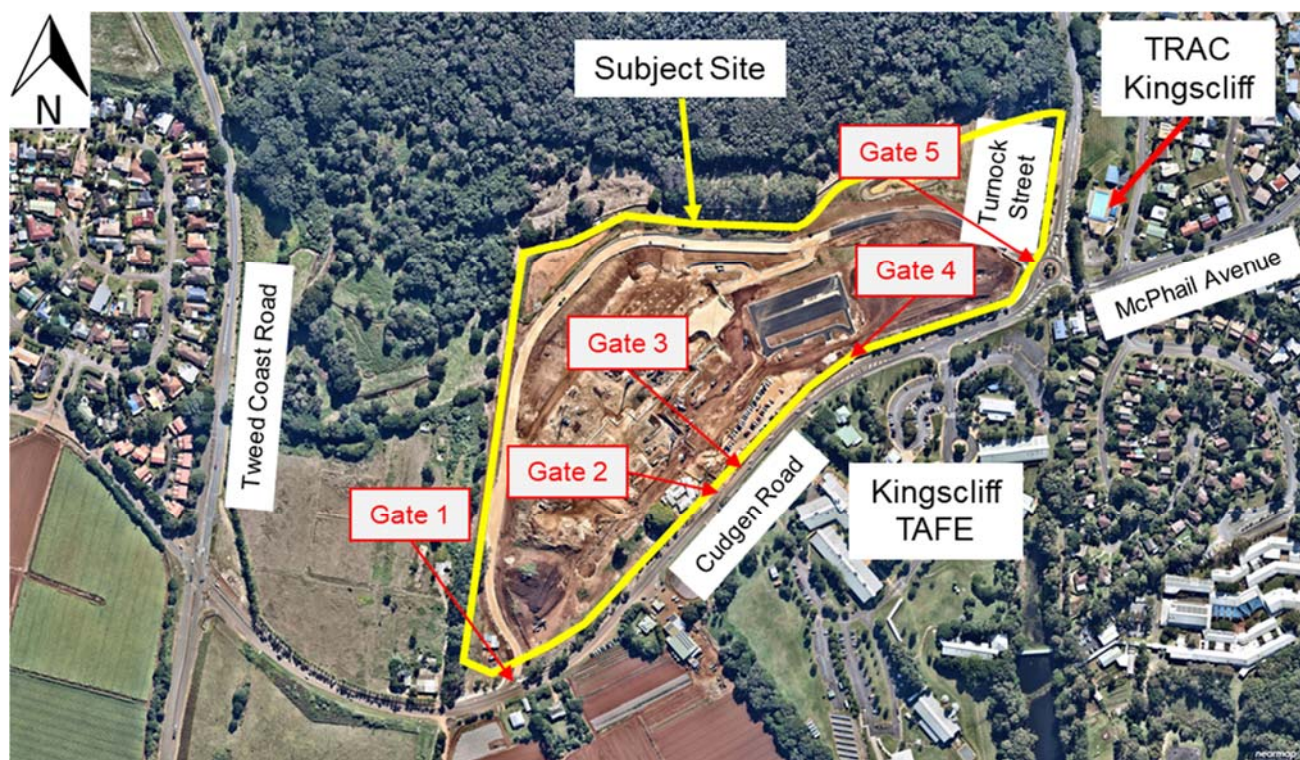 N
Subject Site
TRAC
Kingscliff
Gate 5
Turnock
Street
Gate 4
McPhail Avenue
Gate 3
Tweed Coast Road
Gate 2
Kingscliff
TAFE
Gate 1
Cudgen Road
nearmap